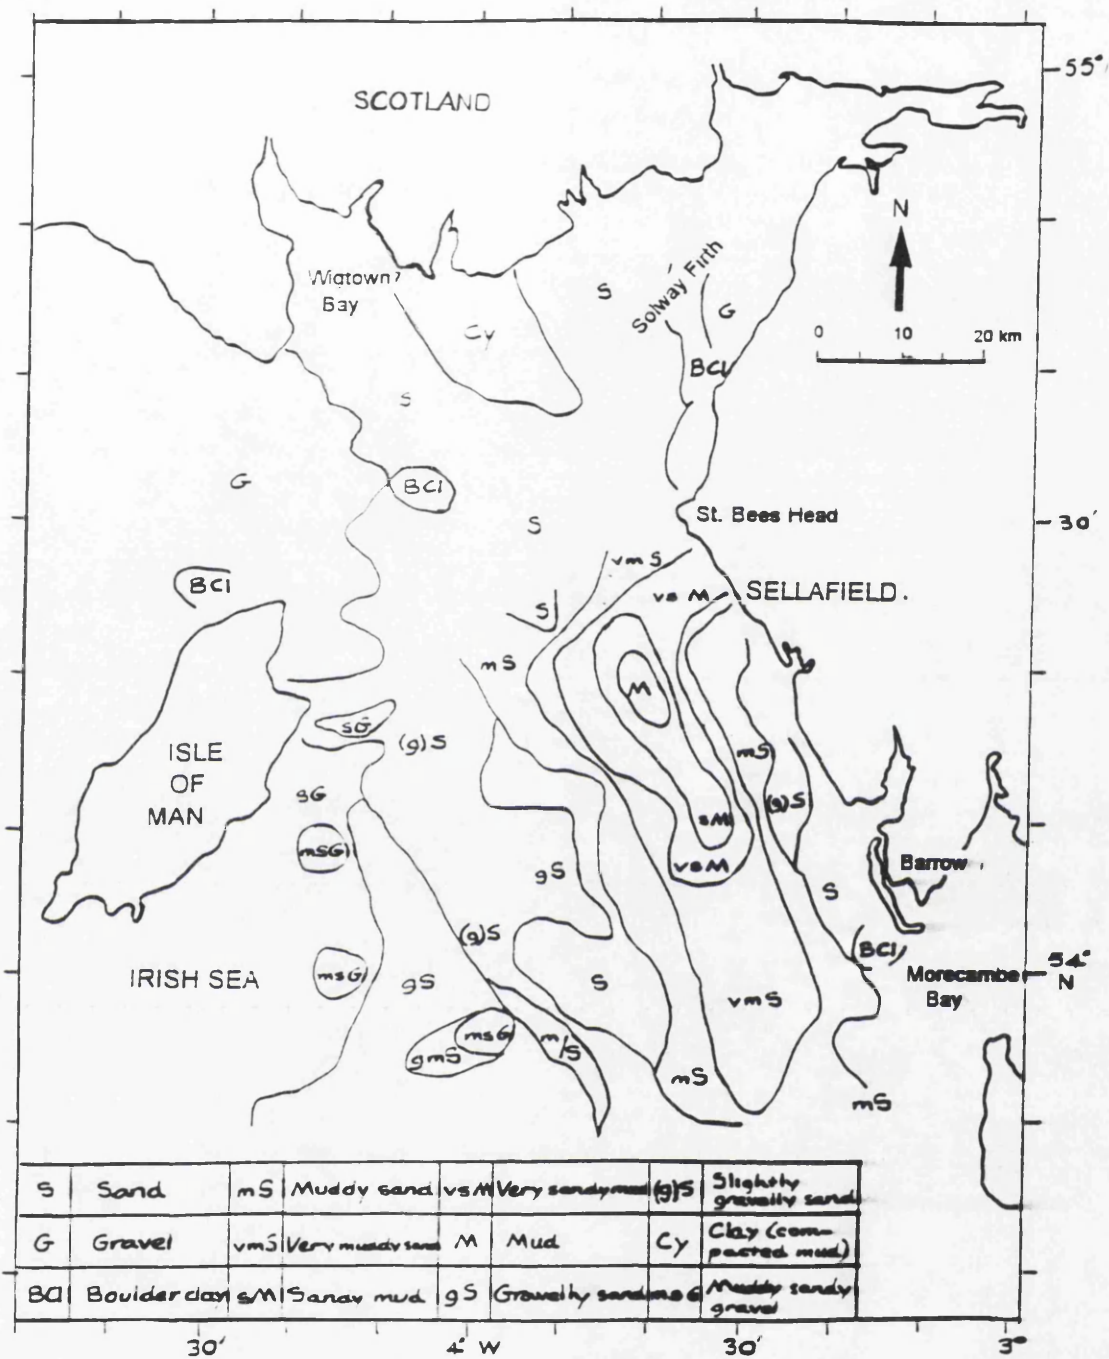 55°
SCOTLAND
N
Wigtown
Bay
Solway Firth
S
G
Cy
0 10 20 km
BCl
S
G
BCl
S
St. Bees Head
30'
vmS
BCl
vsM
SELLAFIELD.
S
mS
M
sG
(g)S
mS
ISLE
OF
MAN
gG
(g)S
sM
msG
vsM
Barrow
gS
S
(g)S
BCl
54°
N
Morecambe
Bay
IRISH SEA
msG
gS
S
vmS
msG
gmS
m/S
mS
mS
S Sand mS Muddy sand vsM Very sandy mud (g)S Slightly gravelly sand
G Gravel vmS Very muddy sand M Mud Cy Clay (compacted mud)
BCl Boulder clay sM Sandy mud gS Gravelly sand msG Muddy sandy gravel
30' 4° W 30' 3°